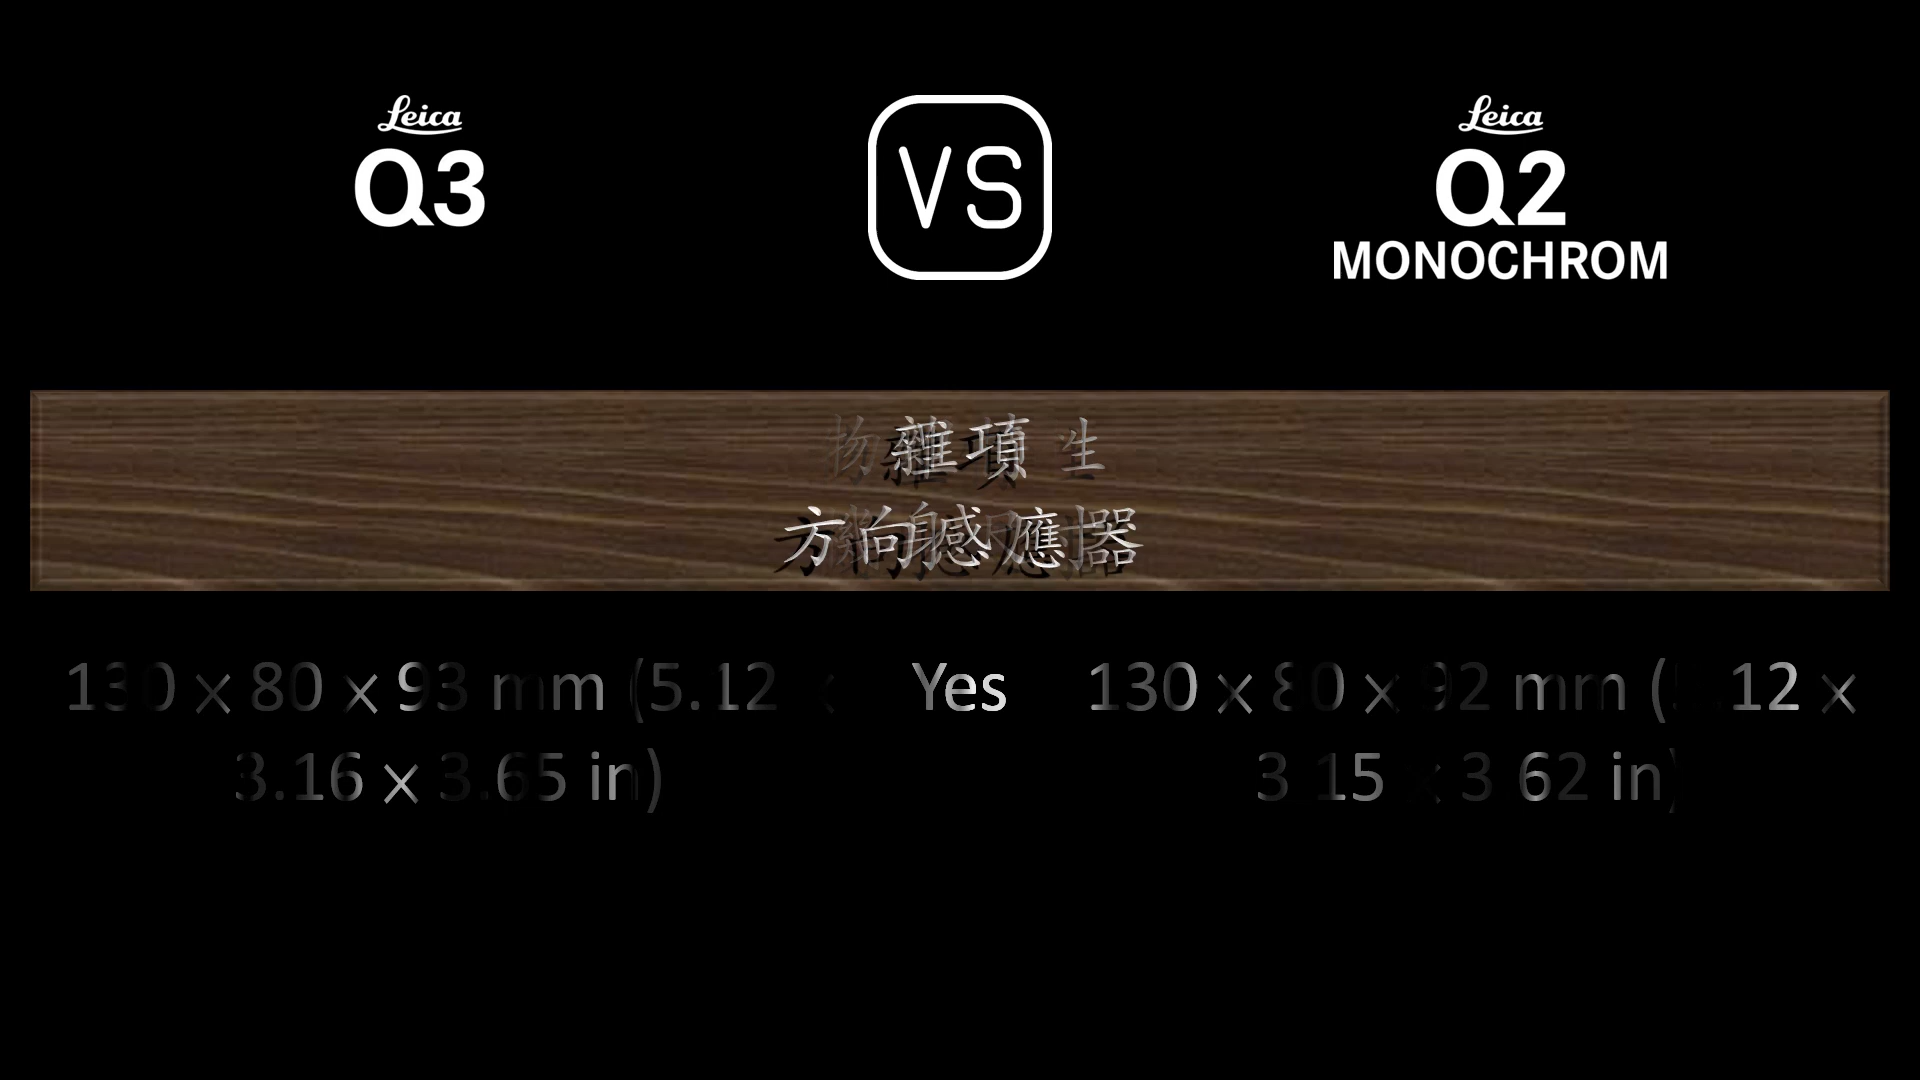 Leica
Q3
VS
Leica
Q2
MONOCHROM
雜項
方向感應器
130 x 80 x 93 mm (5.12 x
3.16 x 3.65 in)
Yes
130 x 80 x 92 mm (5.12 x
3.15 x 3.62 in)